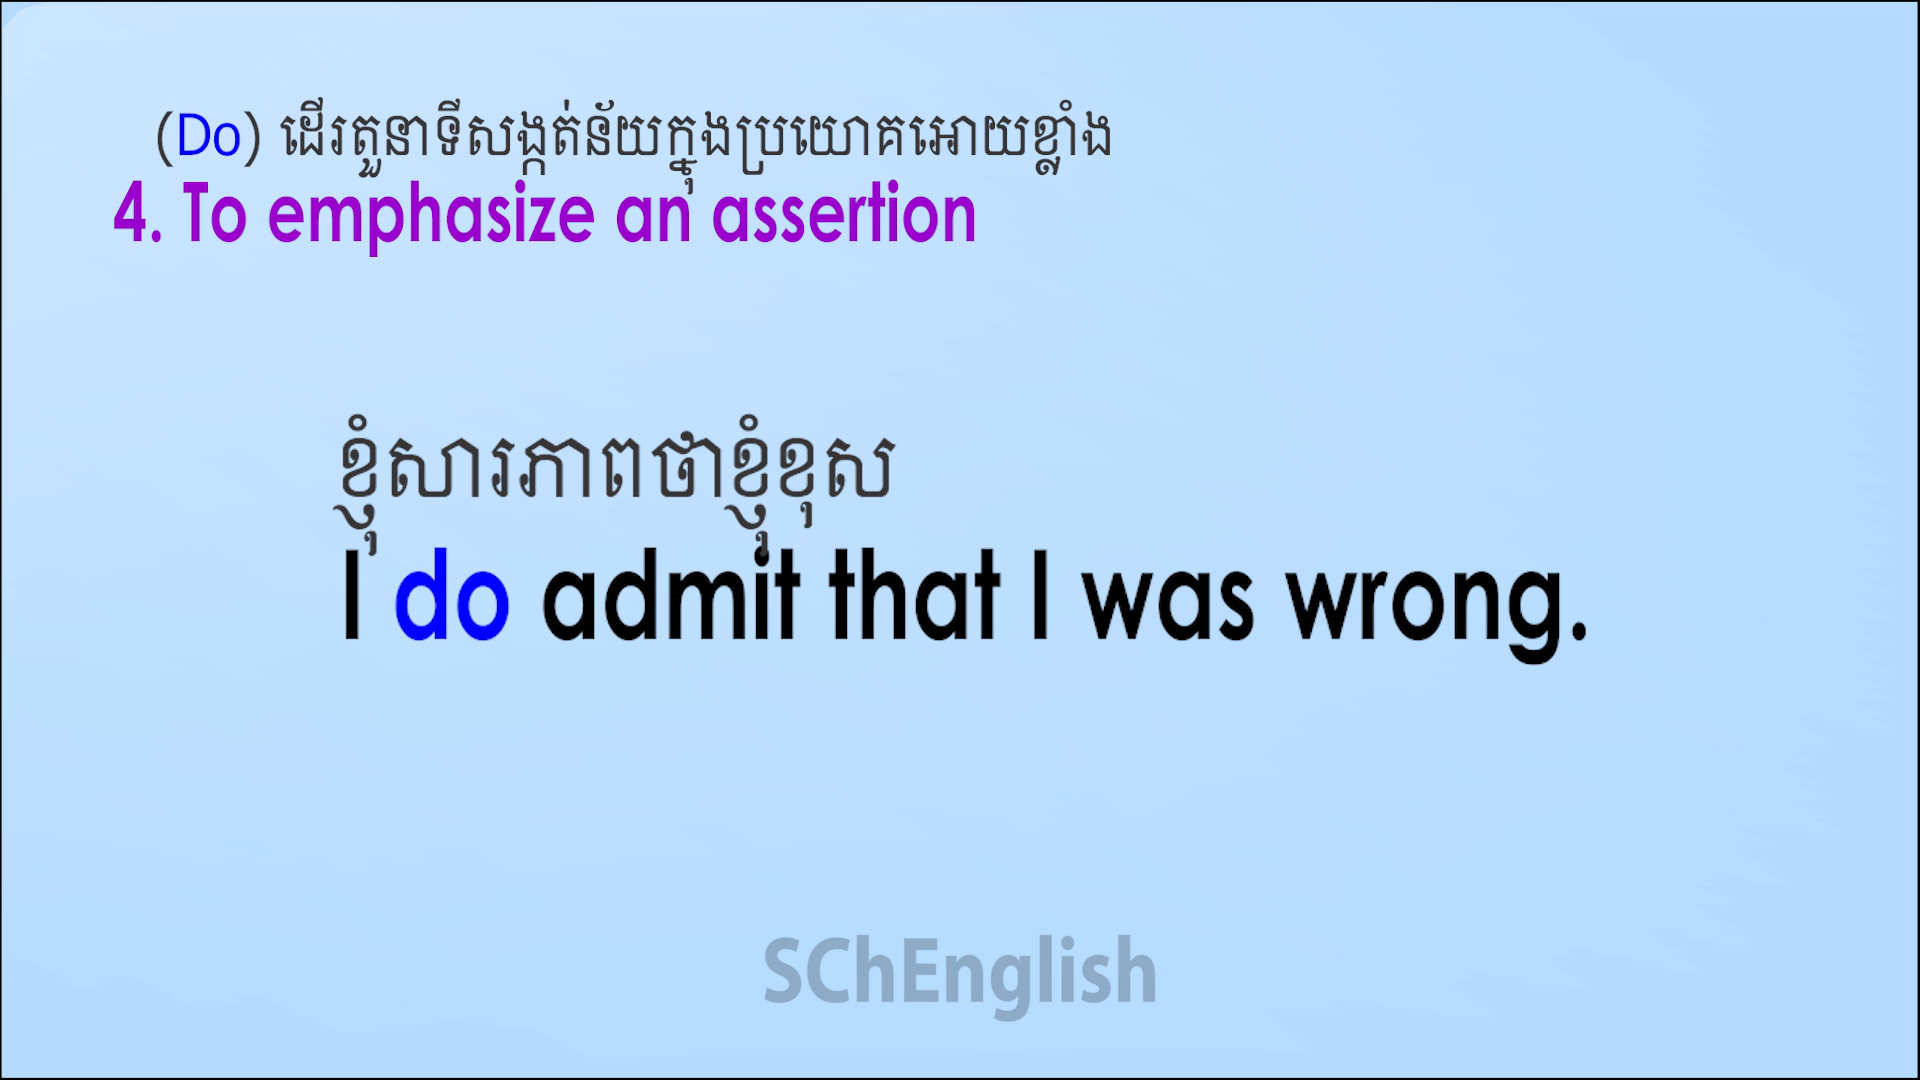 (Do) ដើរតួនាទីសង្កត់ន័យក្នុងប្រយោគអោយខ្លាំង
4. To emphasize an assertion
ខ្ញុំសារភាពថាខ្ញុំខុស
I do admit that I was wrong.
SChEnglish